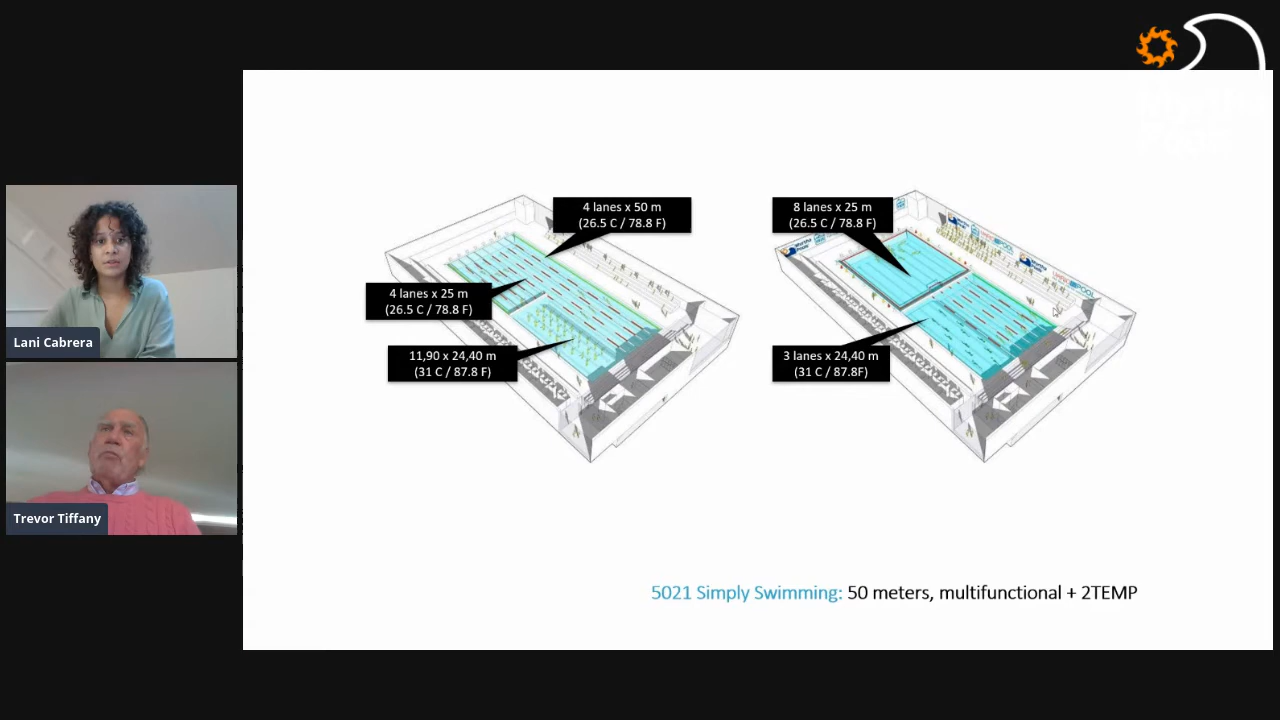 4 lanes x 50 m
(26.5 C / 78.8 F)
4 lanes x 25 m
(26.5 C / 78.8 F)
11,90 x 24,40 m
(31 C / 87.8 F)
8 lanes x 25 m
(26.5 C / 78.8 F)
3 lanes x 24,40 m
(31 C / 87.8F)
5021 Simply Swimming: 50 meters, multifunctional + 2TEMP
Lani Cabrera
Trevor Tiffany